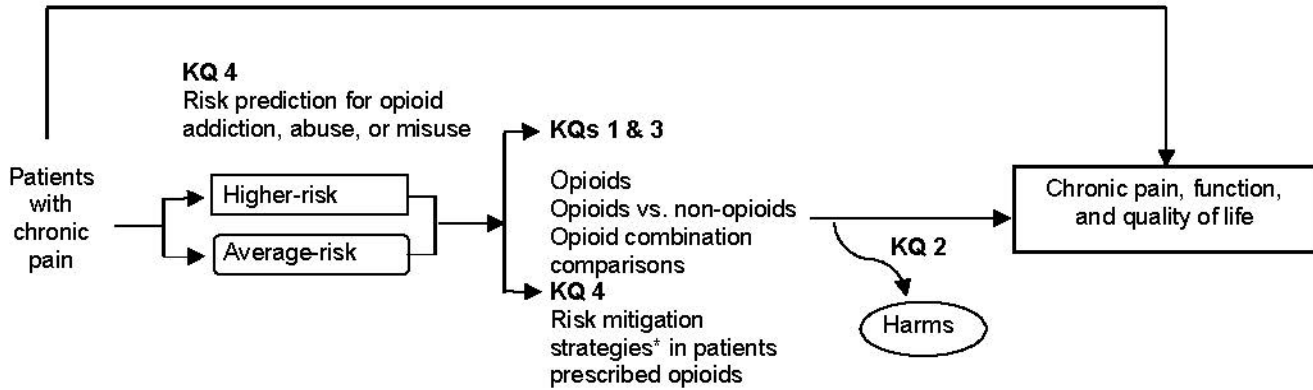 KQ 4
Risk prediction for opioid
addiction, abuse, or misuse
Patients
with
chronic
pain
Higher-risk
Average-risk
KQs 1 & 3
Opioids
Opioids vs. non-opioids
Opioid combination
comparisons
KQ 4
Risk mitigation
strategies* in patients
prescribed opioids
KQ 2
Harms
Chronic pain, function,
and quality of life